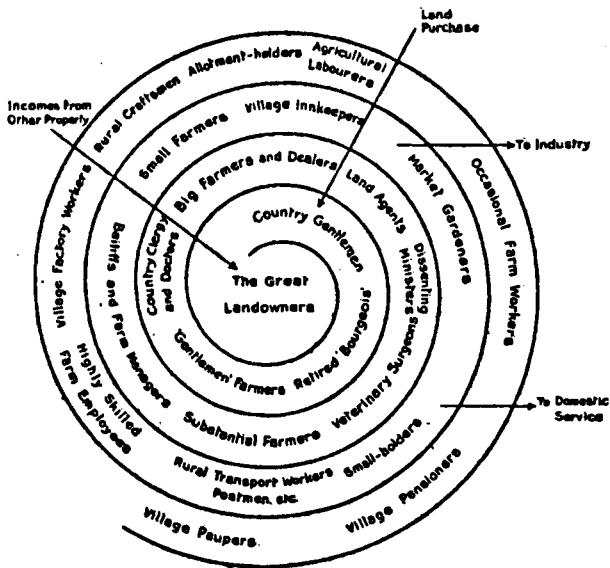 Land
Purchase
Incomes from
Other Property
To Industry
To Domestic
Service
The Great
Landowners
Country Gentlemen
Retired 'Bourgeois'
'Gentlemen' Farmers
Country Clergy
and Doctors
Big Farmers and Dealers
Land Agents
Dissenting
Ministers
Veterinary Surgeons
Substantial Farmers
Bailiffs and Farm Managers
Small Farmers
Village Innkeepers
Market Gardeners
Small-holders
Rural Transport Workers
Postmen, etc.
Highly Skilled
Farm Employees
Village Factory Workers
Rural Craftsmen
Allotment-holders
Agricultural
Labourers
Occasional Farm Workers
Village Pensioners
Village Paupers